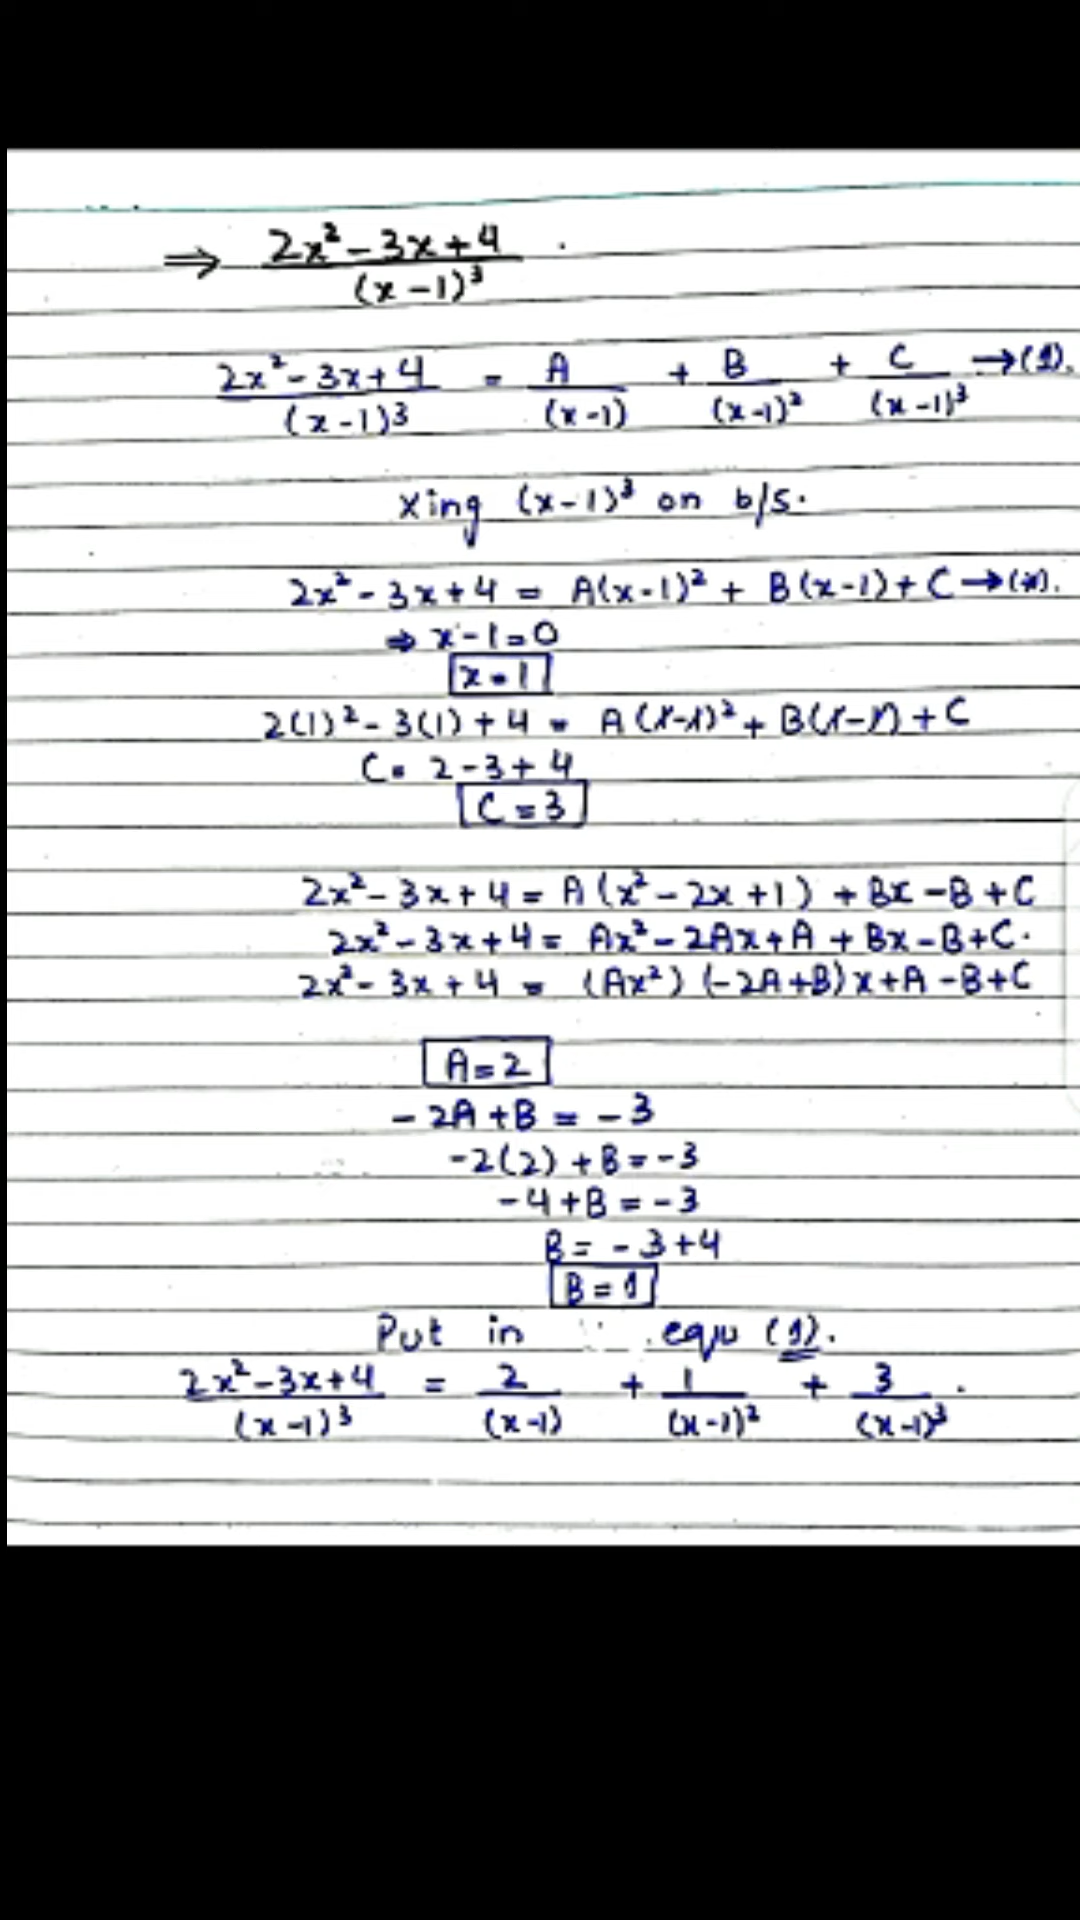 ⇒ 2x² - 3x + 4 / (x - 1)³ .
2x² - 3x + 4 / (x - 1)³ = A / (x - 1) + B / (x - 1)² + C / (x - 1)³ → (1).
Xing (x - 1)³ on b/s.
2x² - 3x + 4 = A(x - 1)² + B(x - 1) + C → (*).
⇒ x - 1 = 0
x = 1
2(1)² - 3(1) + 4 = A(1 - 1)² + B(1 - 1) + C
C = 2 - 3 + 4
C = 3
2x² - 3x + 4 = A(x² - 2x + 1) + Bx - B + C
2x² - 3x + 4 = Ax² - 2Ax + A + Bx - B + C.
2x² - 3x + 4 = (Ax²) (-2A + B)x + A - B + C
A = 2
- 2A + B = - 3
-2(2) + B = -3
- 4 + B = - 3
B = - 3 + 4
B = 1
Put in equ (1).
2x² - 3x + 4 / (x - 1)³ = 2 / (x - 1) + 1 / (x - 1)² + 3 / (x - 1)³ .